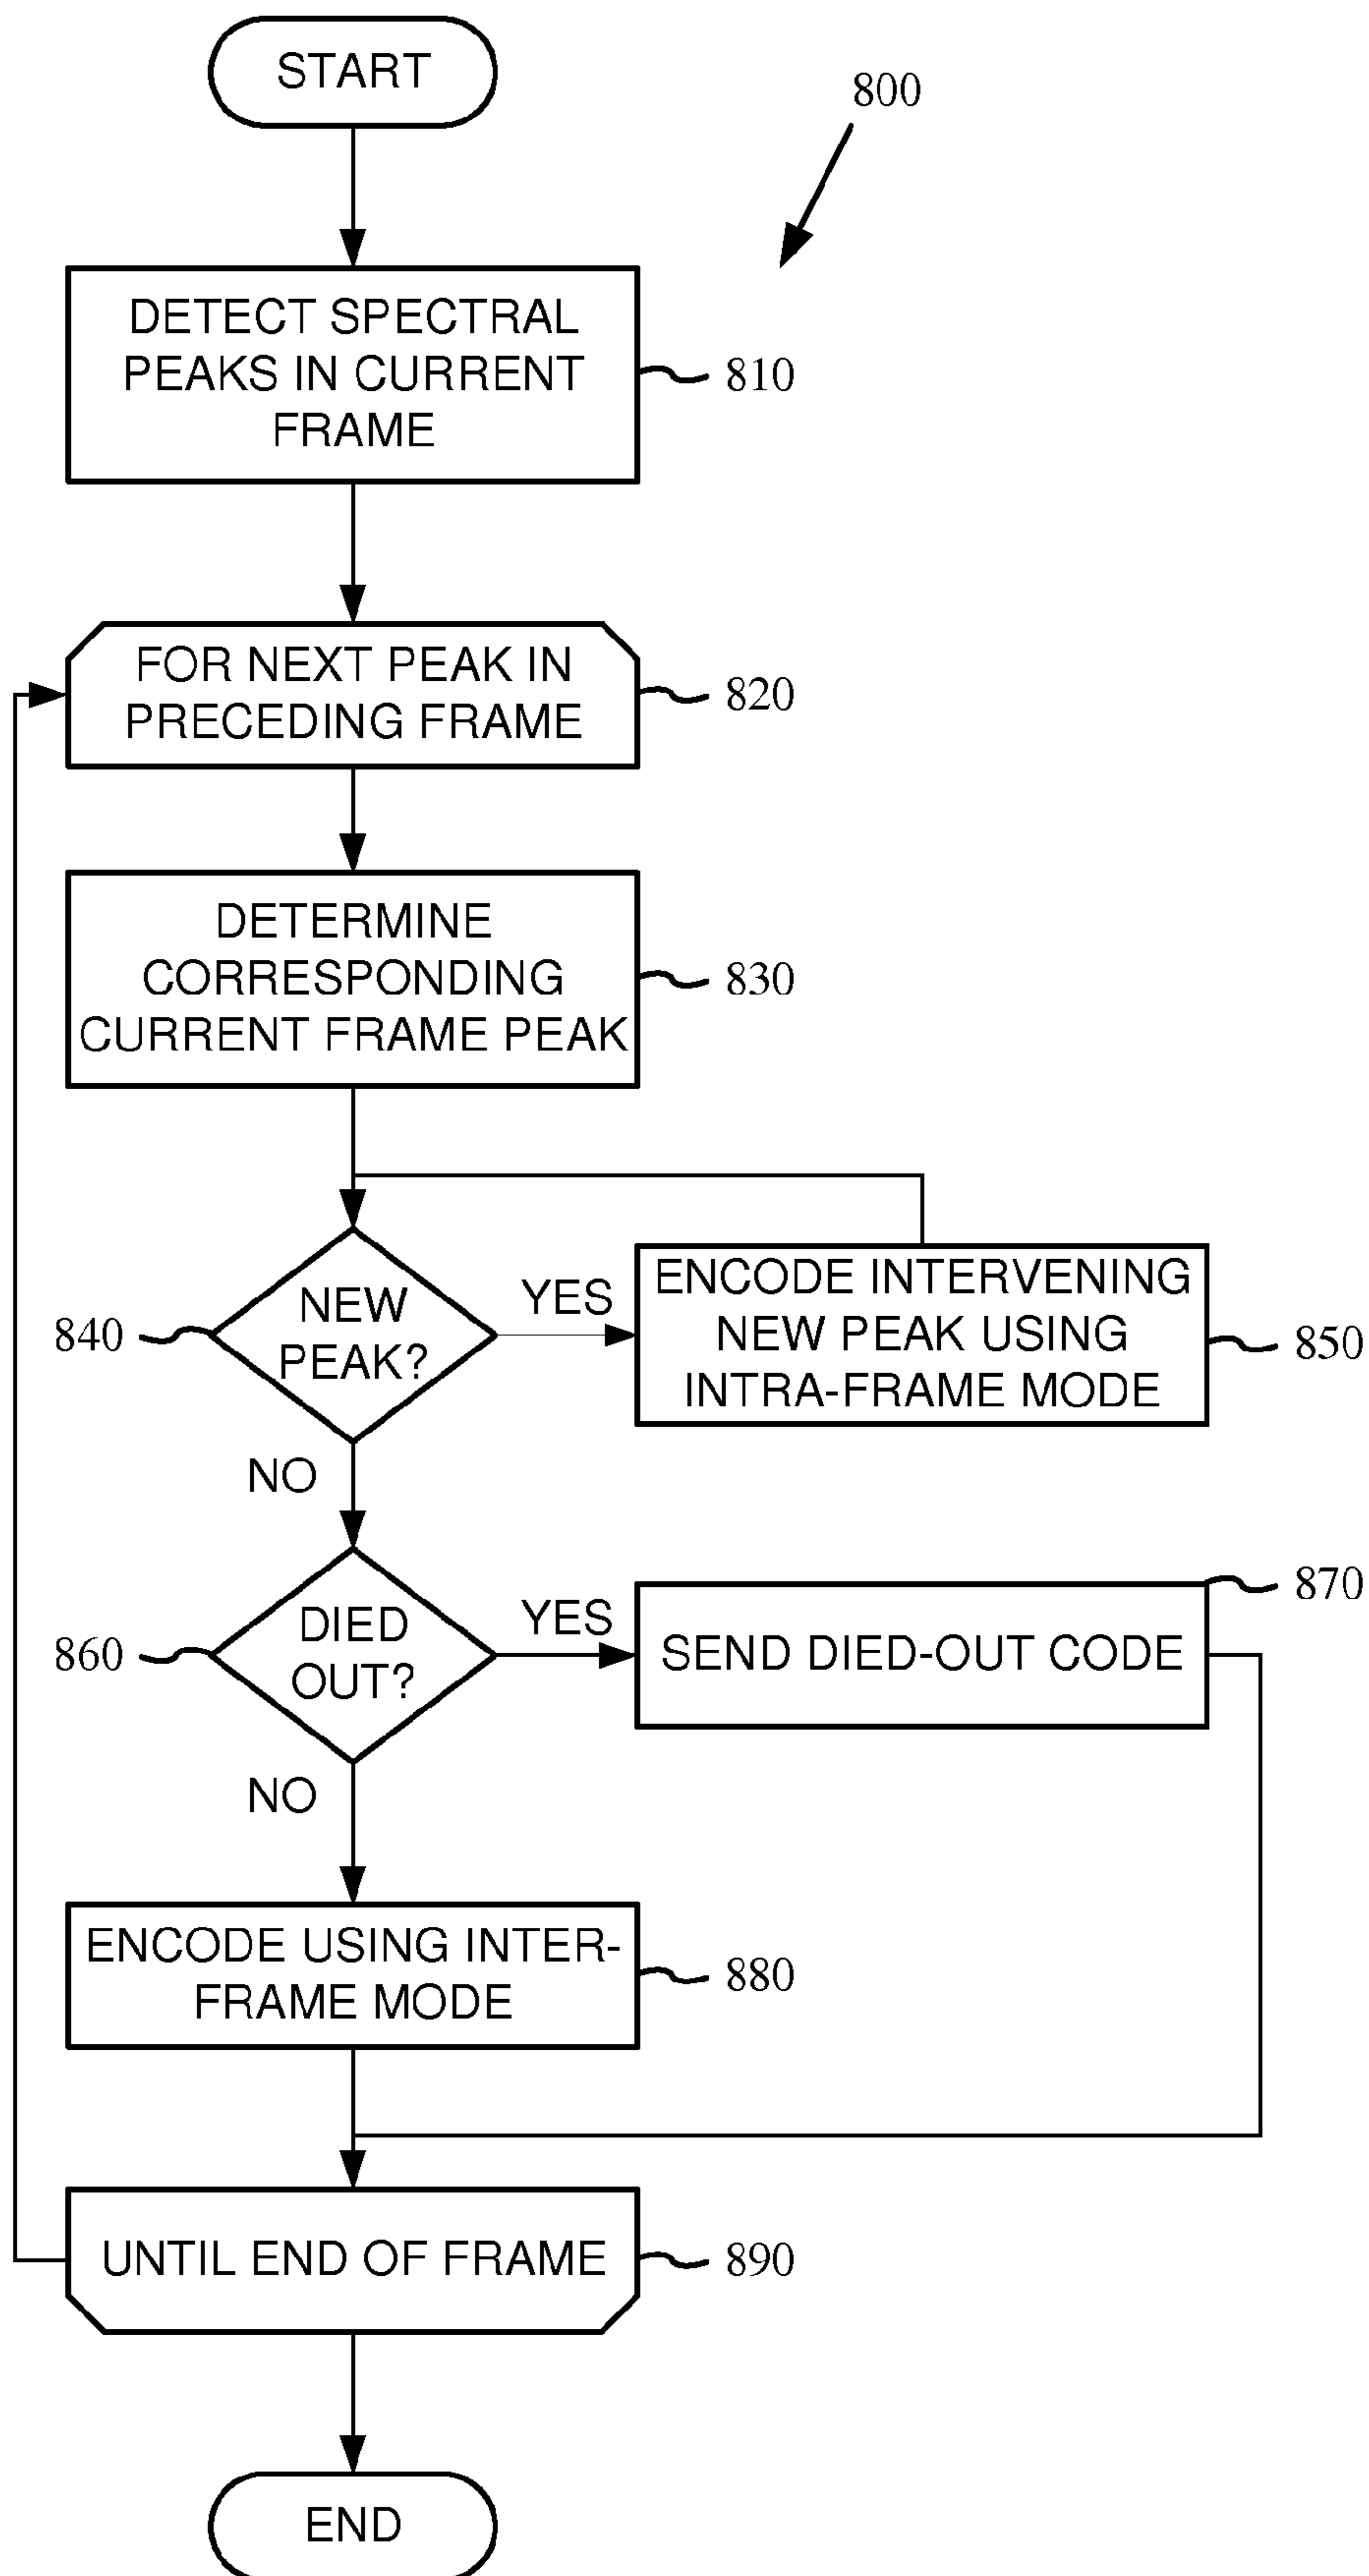 START
800
DETECT SPECTRAL
PEAKS IN CURRENT
FRAME
810
FOR NEXT PEAK IN
PRECEDING FRAME
820
DETERMINE
CORRESPONDING
CURRENT FRAME PEAK
830
840
NEW
PEAK?
YES
ENCODE INTERVENING
NEW PEAK USING
INTRA-FRAME MODE
850
NO
860
DIED
OUT?
YES
SEND DIED-OUT CODE
870
NO
ENCODE USING INTER-
FRAME MODE
880
UNTIL END OF FRAME
890
END